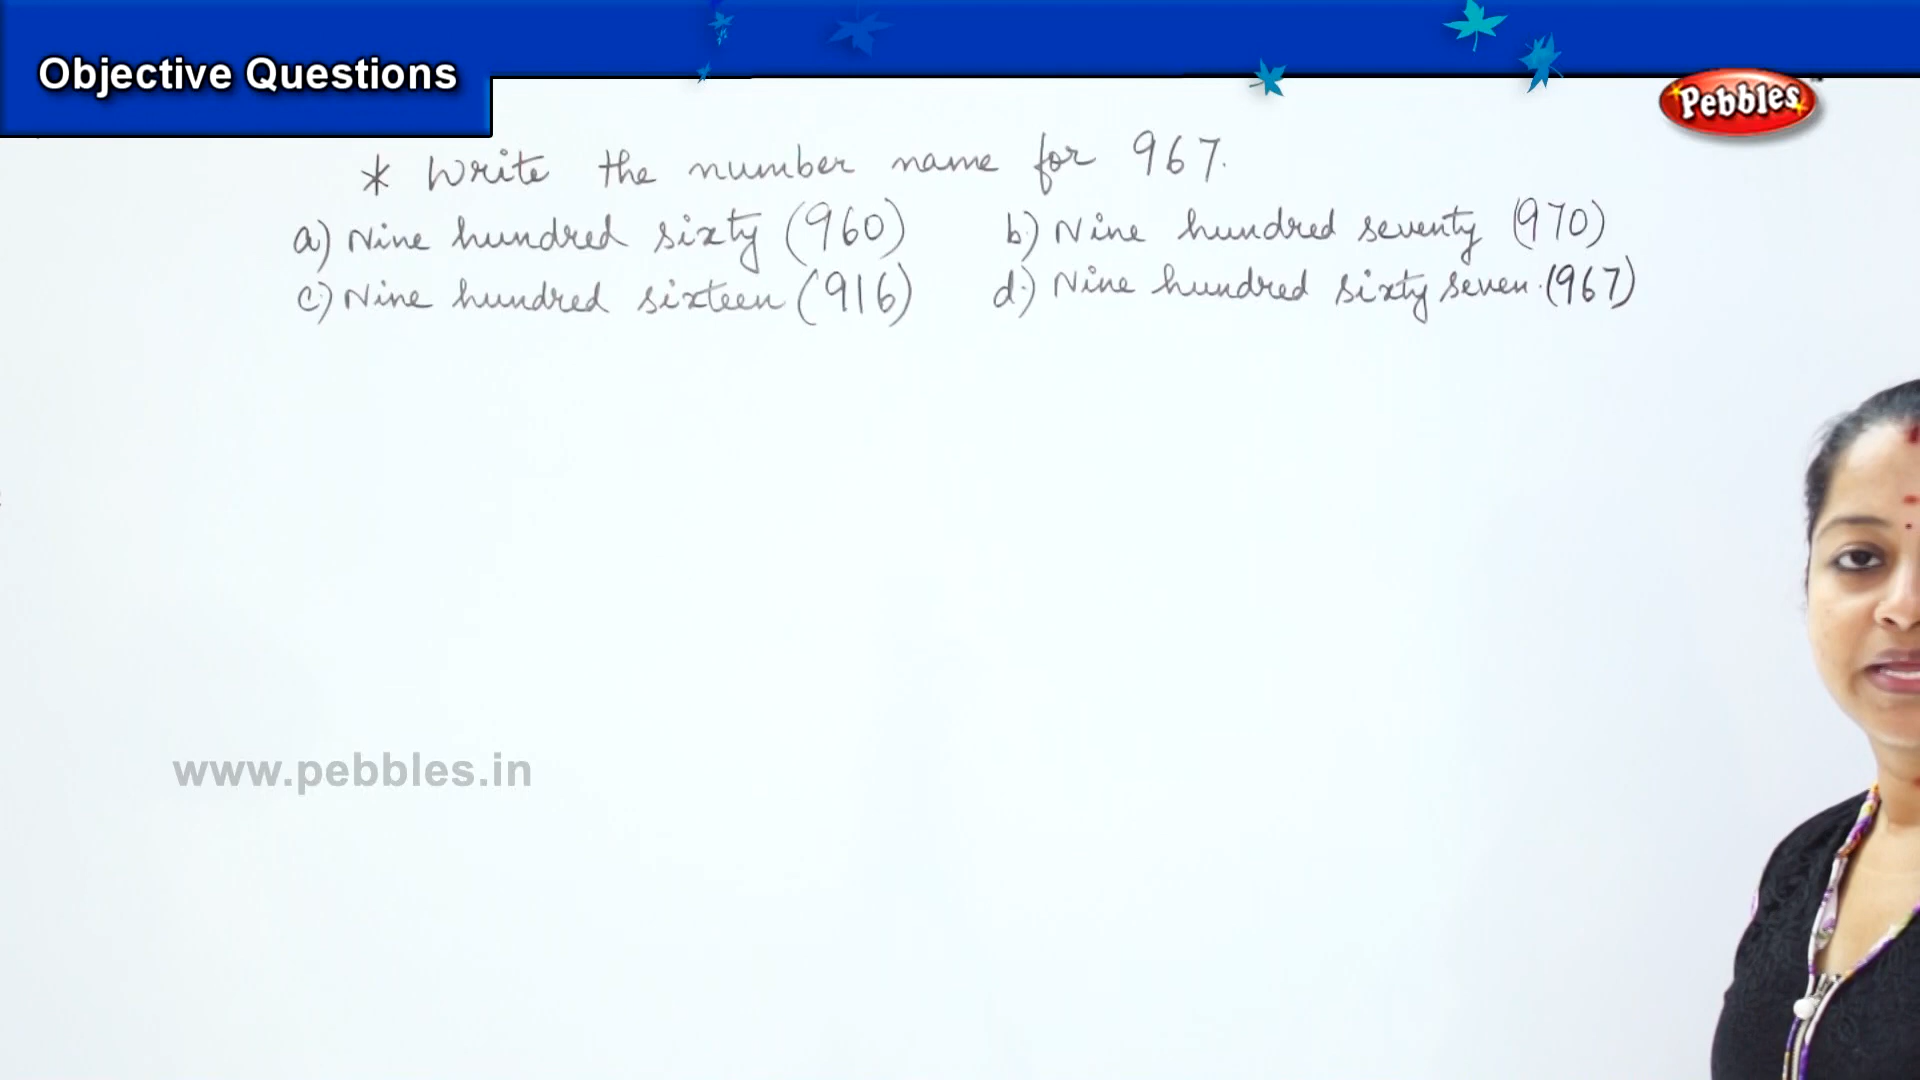 Objective Questions
Pebbles
* Write the number name for 967.
a) Nine hundred sixty (960) b) Nine hundred seventy (970)
c) Nine hundred sixteen (916) d) Nine hundred sixty seven. (967)
www.pebbles.in